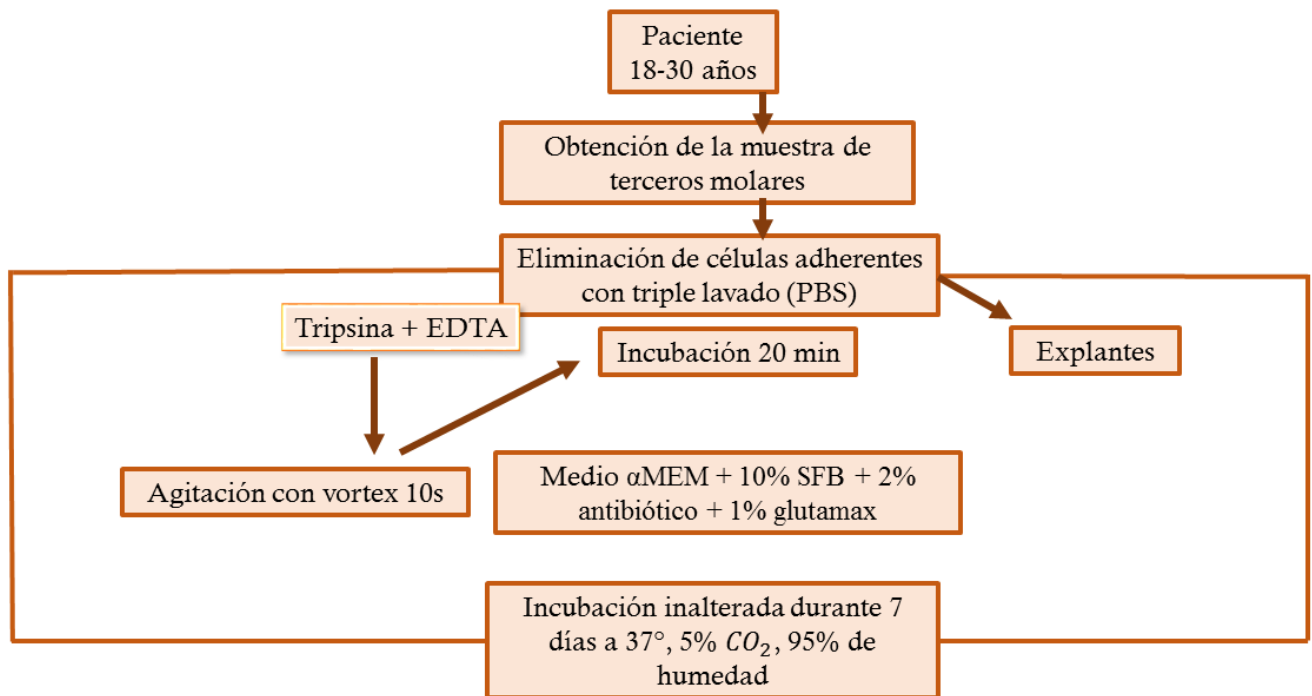 Paciente
18-30 años
Obtención de la muestra de
terceros molares
Eliminación de células adherentes
con triple lavado (PBS)
Tripsina + EDTA
Incubación 20 min
Explantes
Agitación con vortex 10s
Medio αMEM + 10% SFB + 2%
antibiótico + 1% glutamax
Incubación inalterada durante 7
días a 37°, 5% 𝐶𝑂₂, 95% de
humedad